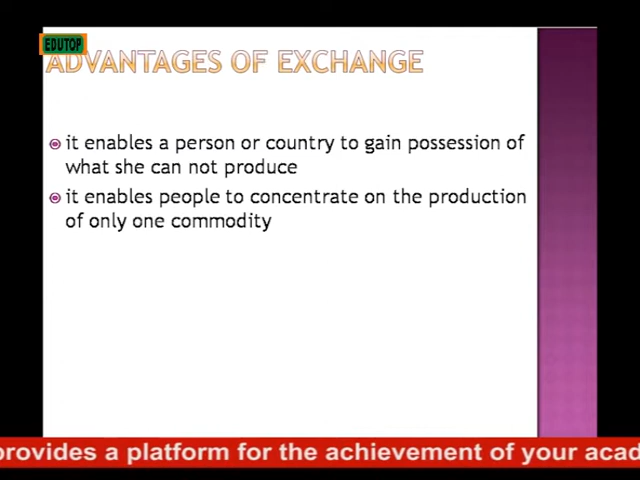 EDUTOP
ADVANTAGES OF EXCHANGE
it enables a person or country to gain possession of
what she can not produce
it enables people to concentrate on the production
of only one commodity
provides a platform for the achievement of your acad